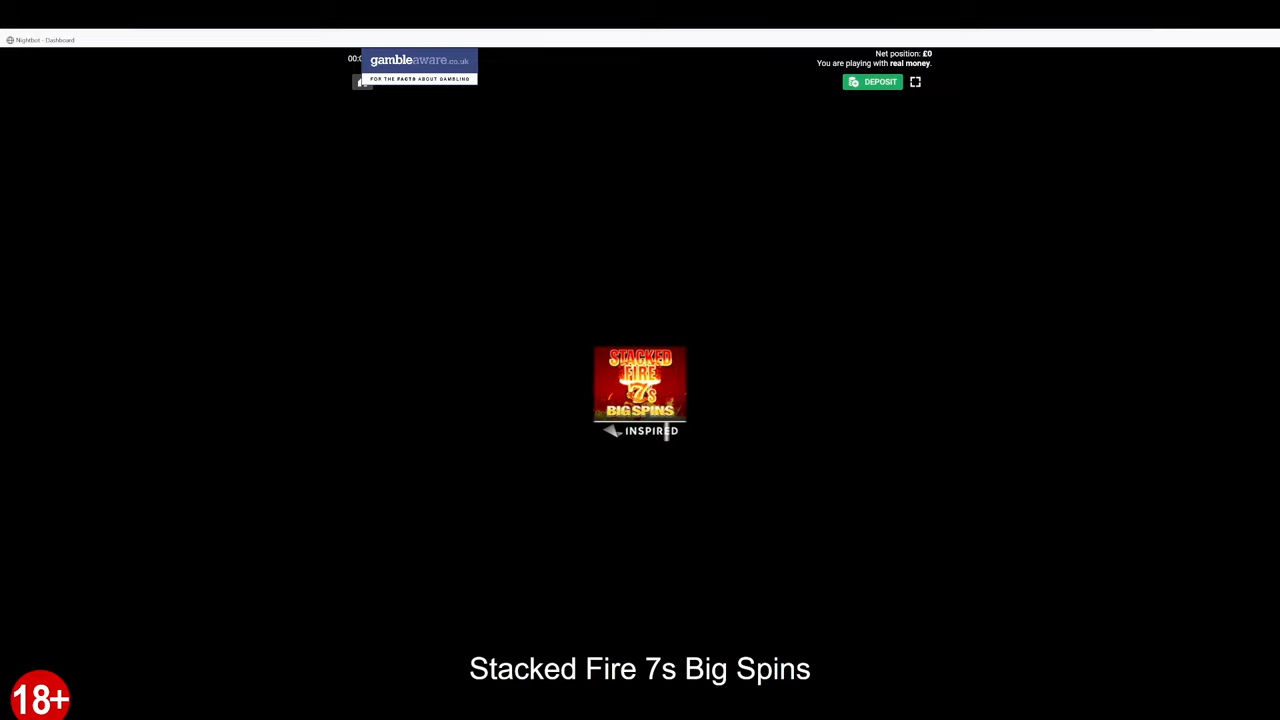 Nightbot - Dashboard
Net position: £0
gambleaware.co.uk
You are playing with real money.
FOR THE FACTS ABOUT GAMBLING
DEPOSIT
STACKED
FIRE
7's
BIG SPINS
INSPIRED
Stacked Fire 7s Big Spins
18+